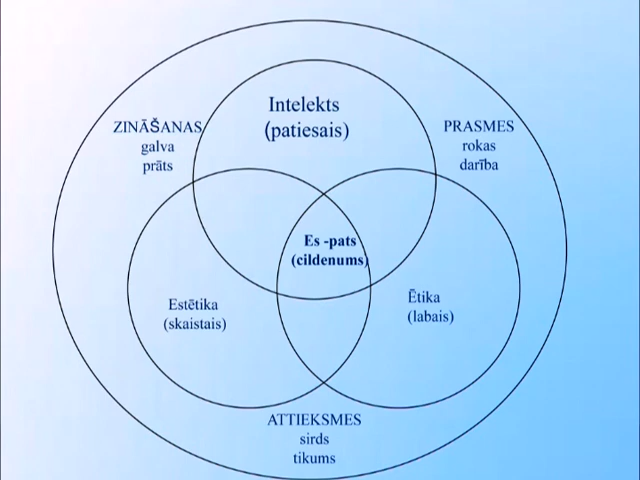 Intelekts
(patiesais)
ZINĀŠANAS
galva
prāts
PRASMES
rokas
darība
Es -pats
(cildenums)
Estētika
(skaistais)
Ētika
(labais)
ATTIEKSMES
sirds
tikums